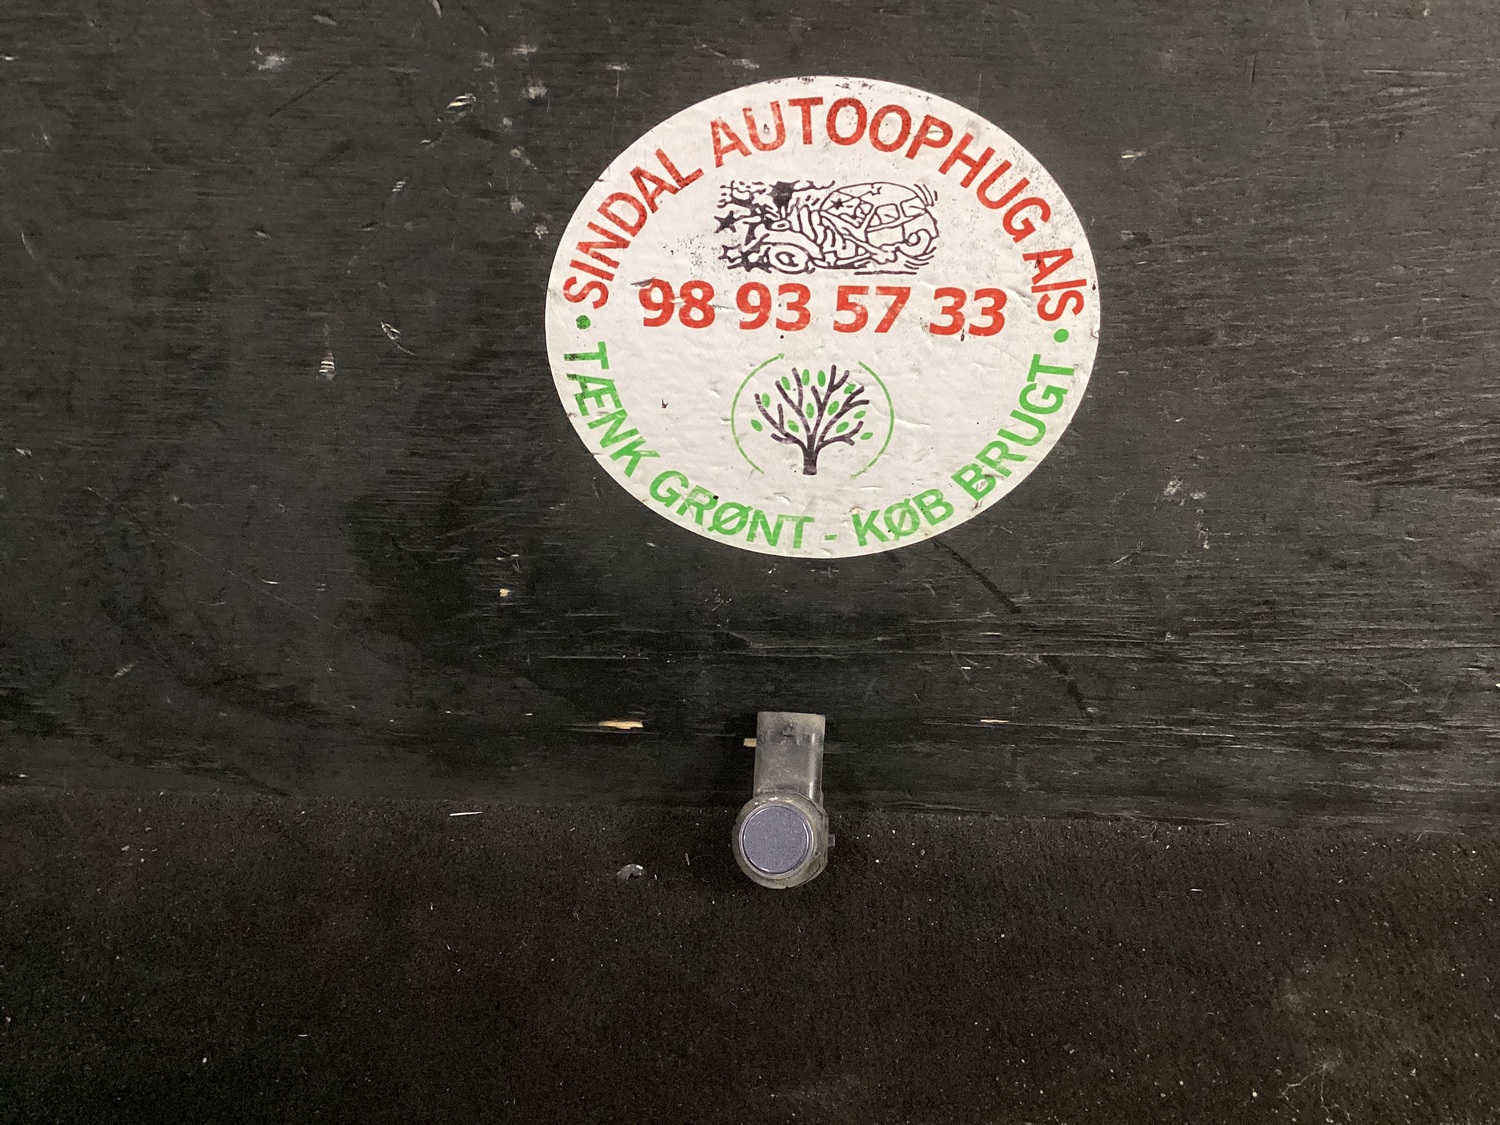 • SINDAL AUTOOPHUG A/S •
98 93 57 33
TÆNK GRØNT - KØB BRUGT